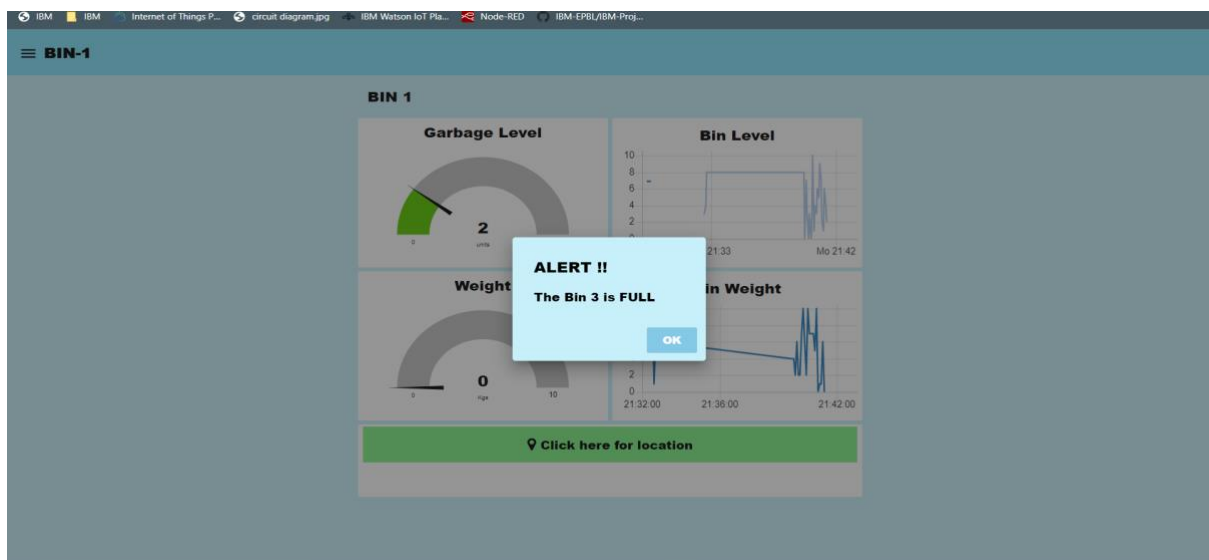 IBM IBM Internet of Things P... circuit diagram.jpg IBM Watson IoT Pla... Node-RED IBM-EPBL/IBM-Proj...
BIN-1
BIN 1
Garbage Level
2
units
0
Bin Level
10
8
6
4
2
0
21:33 Mo 21:42
ALERT !!
The Bin 3 is FULL
OK
Weight
0
0 10
in Weight
2
0
21:32:00 21:36:00 21:42:00
Click here for location